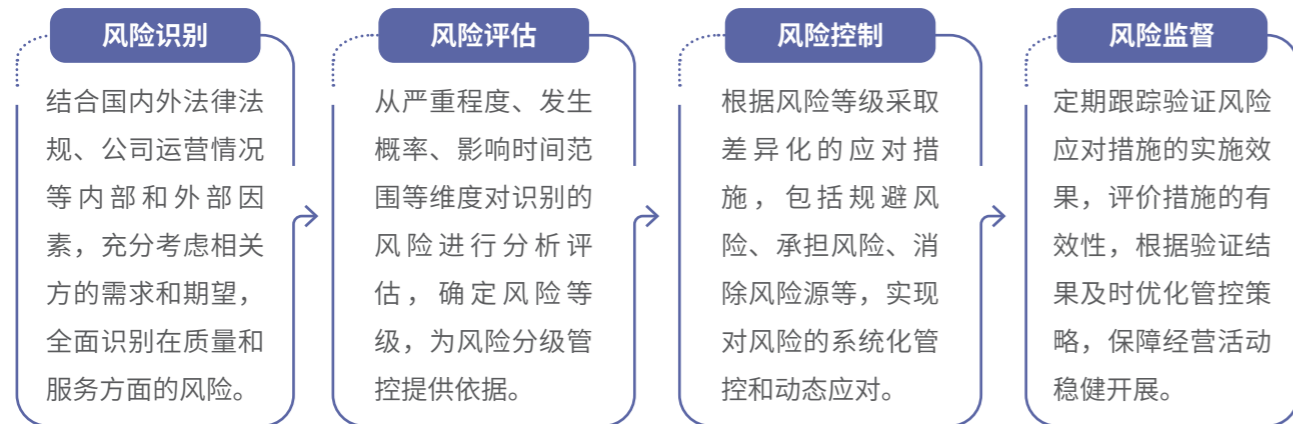 风险识别
结合国内外法律法
规、公司运营情况
等内部和外部因
素，充分考虑相关
方的需求和期望，
全面识别在质量和
服务方面的风险。
风险评估
从严重程度、发生
概率、影响时间范
围等维度对识别的
风险进行分析评
估，确定风险等
级，为风险分级管
控提供依据。
风险控制
根据风险等级采取
差异化的应对措
施，包括规避风
险、承担风险、消
除风险源等，实现
对风险的系统化管
控和动态应对。
风险监督
定期跟踪验证风险
应对措施的实施效
果，评价措施的有
效性，根据验证结
果及时优化管控策
略，保障经营活动
稳健开展。